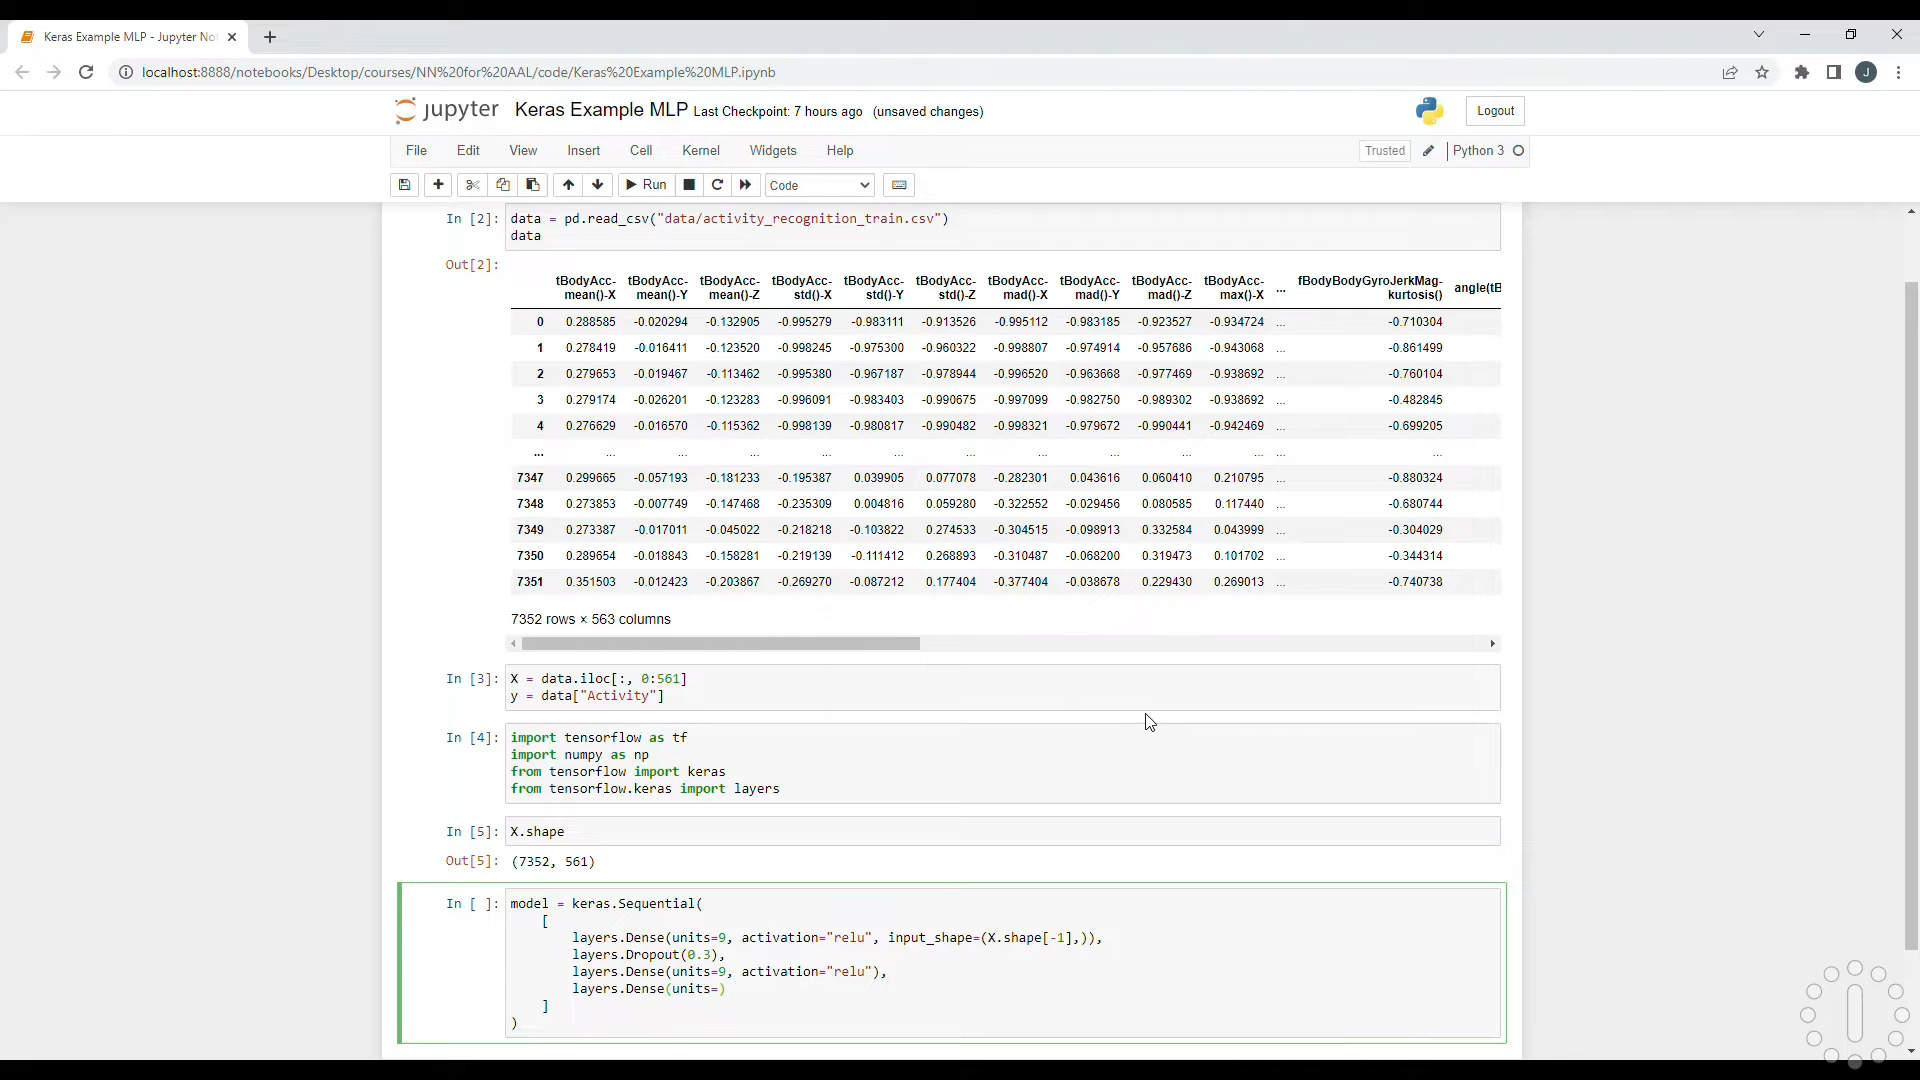 Keras Example MLP - Jupyter No
localhost:8888/notebooks/Desktop/courses/NN%20for%20AAL/code/Keras%20Example%20MLP.ipynb
J
jupyter Keras Example MLP Last Checkpoint: 7 hours ago (unsaved changes)
Logout
File Edit View Insert Cell Kernel Widgets Help
Trusted Python 3
Run Code
In [2]: data = pd.read_csv("data/activity_recognition_train.csv")
data
Out[2]:
tBodyAcc- tBodyAcc- tBodyAcc- tBodyAcc- tBodyAcc- tBodyAcc- tBodyAcc- tBodyAcc- tBodyAcc- tBodyAcc- ... fBodyBodyGyroJerkMag- angle(tB
mean()-X mean()-Y mean()-Z std()-X std()-Y std()-Z mad()-X mad()-Y mad()-Z max()-X kurtosis()
0 0.288585 -0.020294 -0.132905 -0.995279 -0.983111 -0.913526 -0.995112 -0.983185 -0.923527 -0.934724 ... -0.710304
1 0.278419 -0.016411 -0.123520 -0.998245 -0.975300 -0.960322 -0.998807 -0.974914 -0.957686 -0.943068 ... -0.861499
2 0.279653 -0.019467 -0.113462 -0.995380 -0.967187 -0.978944 -0.996520 -0.963668 -0.977469 -0.938692 ... -0.760104
3 0.279174 -0.026201 -0.123283 -0.996091 -0.983403 -0.990675 -0.997099 -0.982750 -0.989302 -0.938692 ... -0.482845
4 0.276629 -0.016570 -0.115362 -0.998139 -0.980817 -0.990482 -0.998321 -0.979672 -0.990441 -0.942469 ... -0.699205
... ... ... ... ... ... ... ... ... ... ... ... ...
7347 0.299665 -0.057193 -0.181233 -0.195387 0.039905 0.077078 -0.282301 0.043616 0.060410 0.210795 ... -0.880324
7348 0.273853 -0.007749 -0.147468 -0.235309 0.004816 0.059280 -0.322552 -0.029456 0.080585 0.117440 ... -0.680744
7349 0.273387 -0.017011 -0.045022 -0.218218 -0.103822 0.274533 -0.304515 -0.098913 0.332584 0.043999 ... -0.304029
7350 0.289654 -0.018843 -0.158281 -0.219139 -0.111412 0.268893 -0.310487 -0.068200 0.319473 0.101702 ... -0.344314
7351 0.351503 -0.012423 -0.203867 -0.269270 -0.087212 0.177404 -0.377404 -0.038678 0.229430 0.269013 ... -0.740738
7352 rows × 563 columns
In [3]: X = data.iloc[:, 0:561]
y = data["Activity"]
In [4]: import tensorflow as tf
import numpy as np
from tensorflow import keras
from tensorflow.keras import layers
In [5]: X.shape
Out[5]: (7352, 561)
In [ ]: model = keras.Sequential(
[
layers.Dense(units=9, activation="relu", input_shape=(X.shape[-1],)),
layers.Dropout(0.3),
layers.Dense(units=9, activation="relu"),
layers.Dense(units=)
]
)